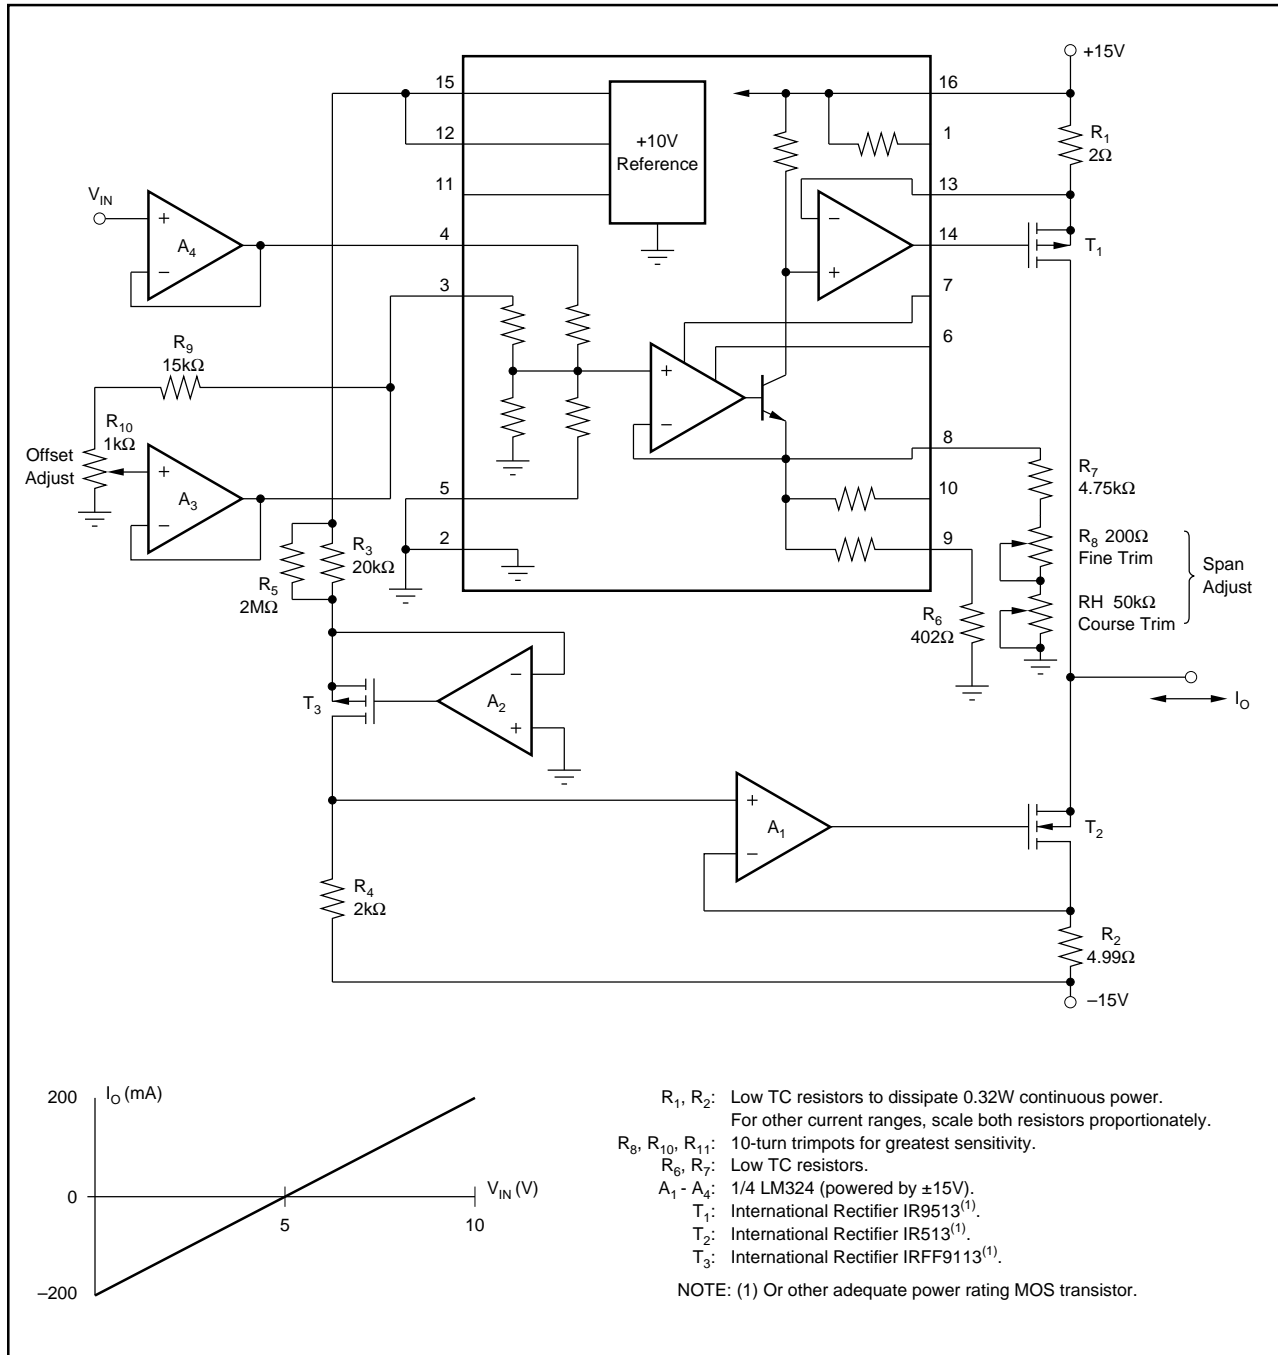 +15V
15
16
12
+10V
Reference
1
R1
2Ω
11
13
VIN
+
A4
–
4
–
+
14
T1
3
7
6
R9
15kΩ
R10
1kΩ
Offset
Adjust
+
A3
–
+
–
8
R7
4.75kΩ
5
10
2
9
R8 200Ω
Fine Trim
Span
Adjust
RH 50kΩ
Course Trim
R3
20kΩ
R5
2MΩ
R6
402Ω
T3
–
A2
+
IO
+
A1
–
T2
R4
2kΩ
R2
4.99Ω
–15V
200
IO (mA)
0
VIN (V)
5
10
–200
R1, R2: Low TC resistors to dissipate 0.32W continuous power.
For other current ranges, scale both resistors proportionately.
R8, R10, R11: 10-turn trimpots for greatest sensitivity.
R6, R7: Low TC resistors.
A1 - A4: 1/4 LM324 (powered by ±15V).
T1: International Rectifier IR9513(1).
T2: International Rectifier IR513(1).
T3: International Rectifier IRFF9113(1).
NOTE: (1) Or other adequate power rating MOS transistor.